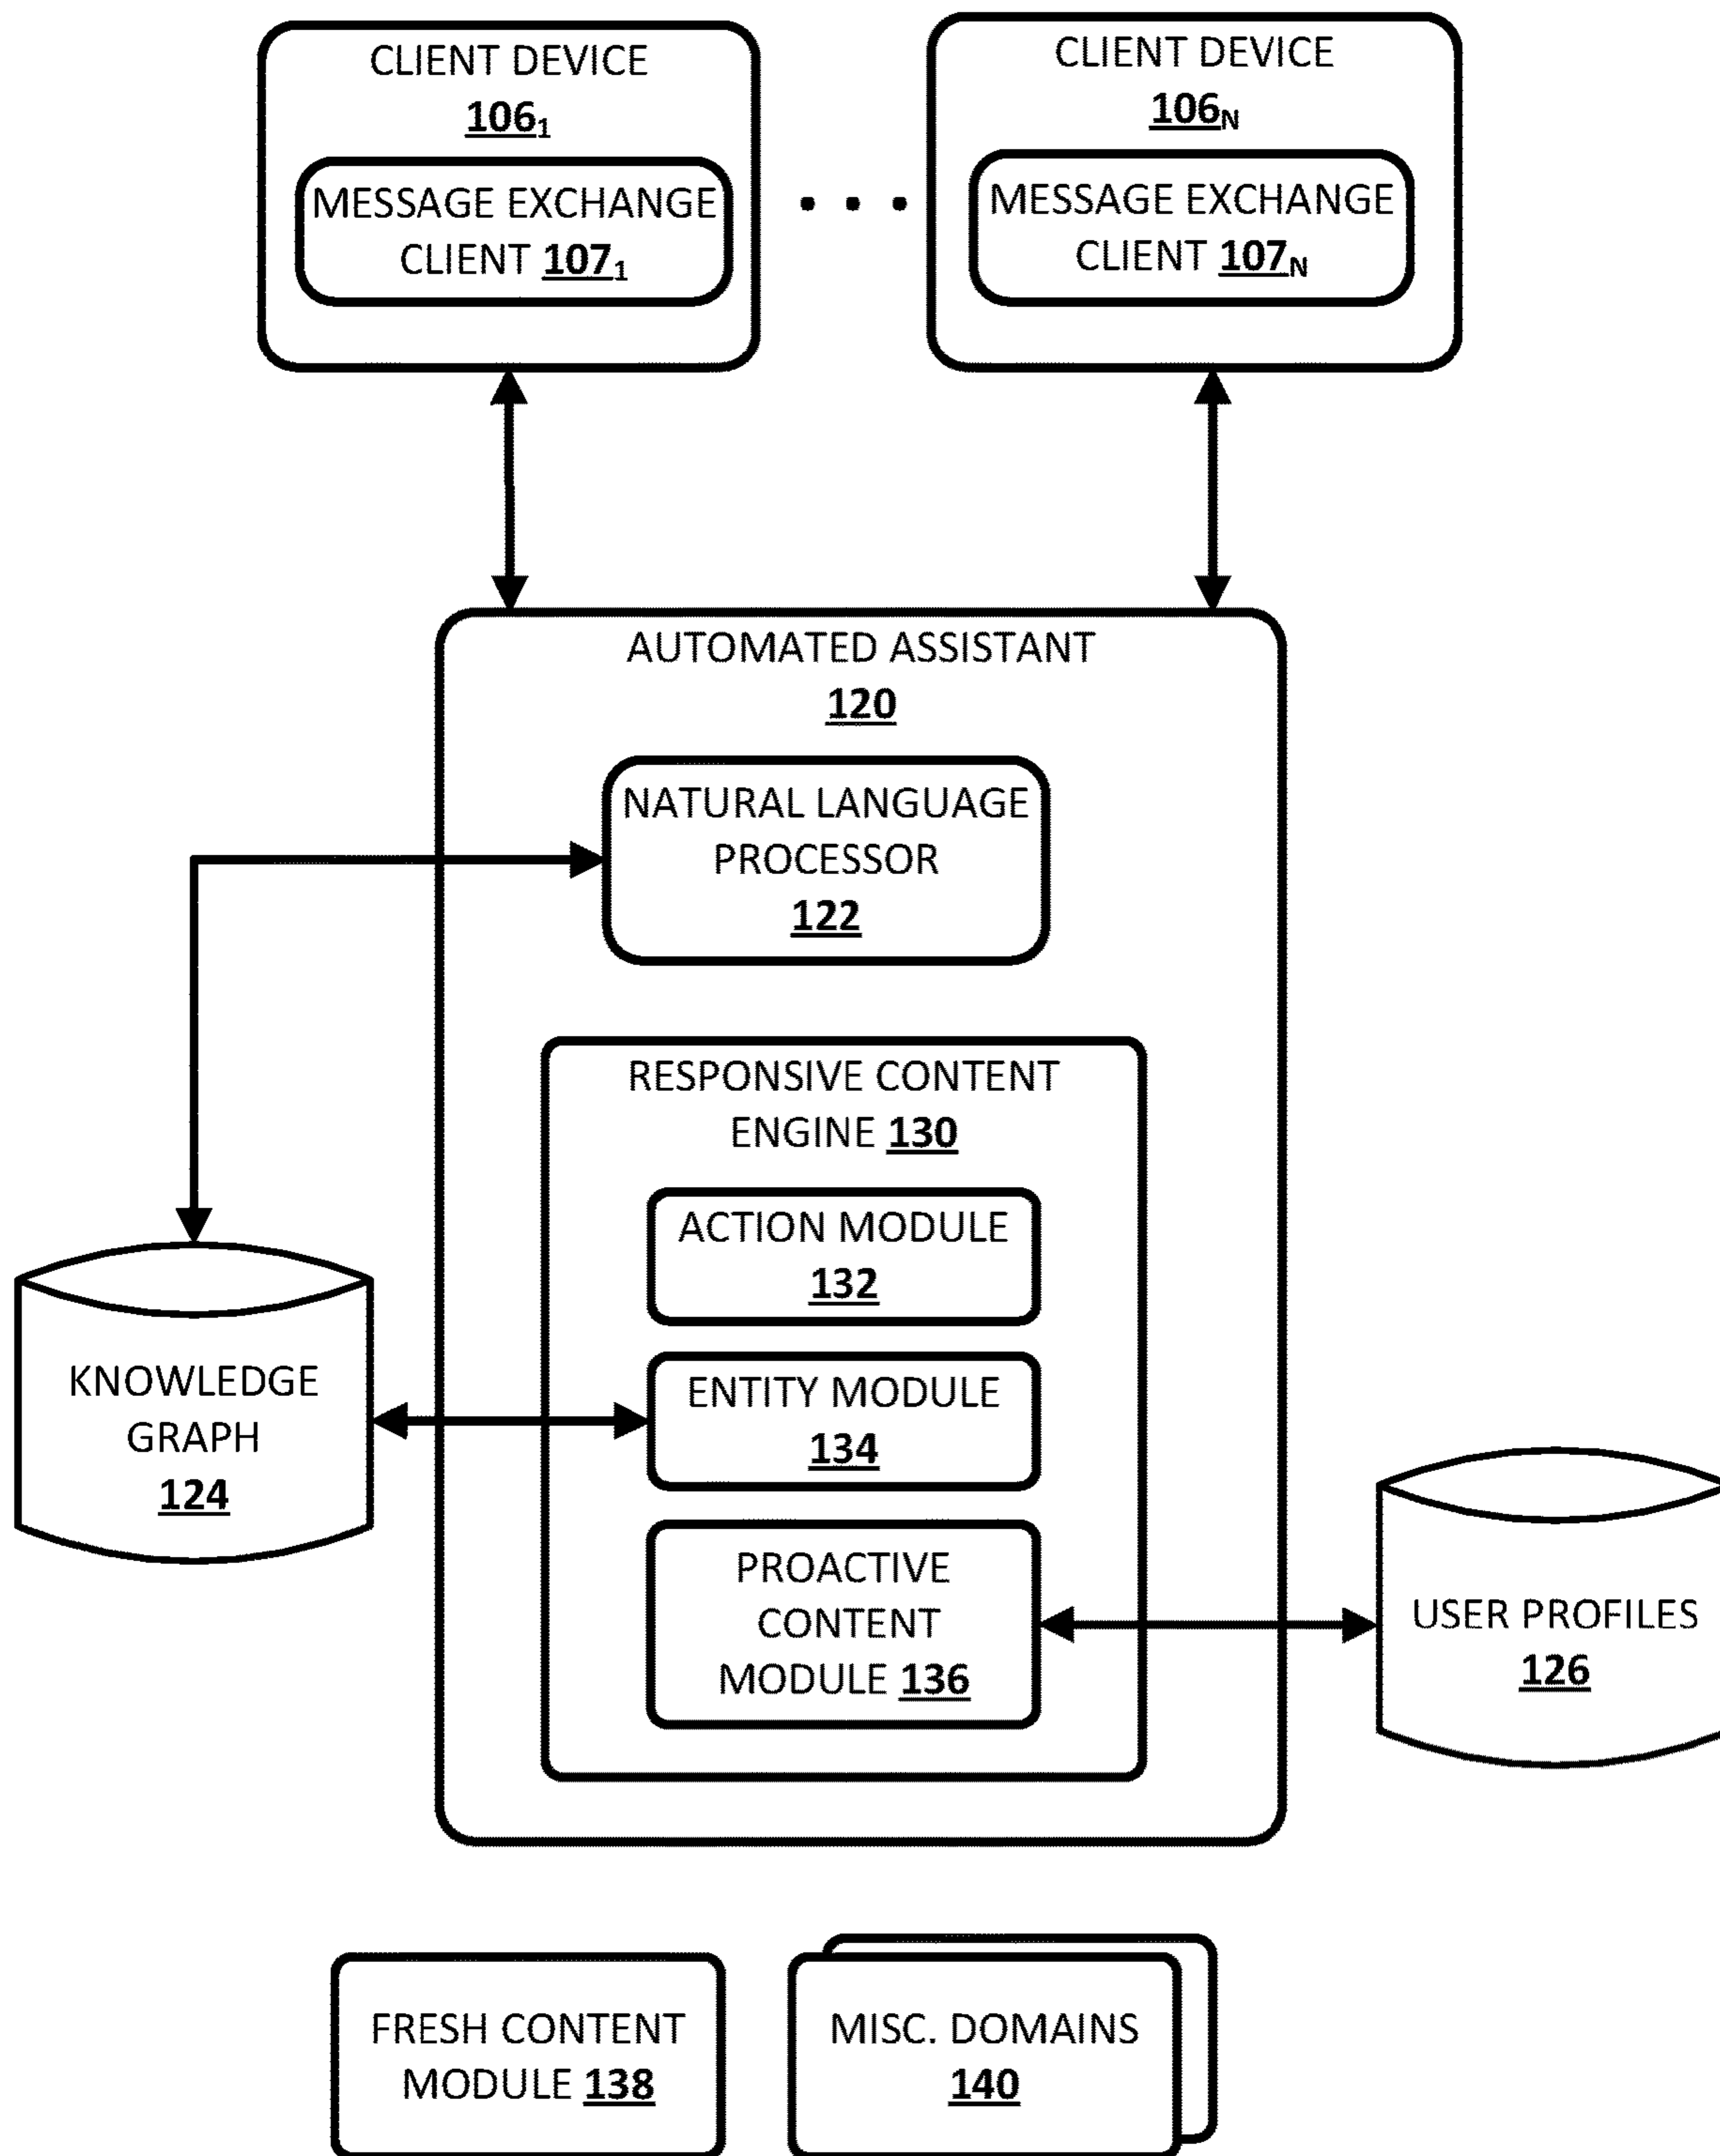 CLIENT DEVICE
106₁
MESSAGE EXCHANGE
CLIENT 107₁
. . .
CLIENT DEVICE
106ɴ
MESSAGE EXCHANGE
CLIENT 107ɴ
AUTOMATED ASSISTANT
120
NATURAL LANGUAGE
PROCESSOR
122
RESPONSIVE CONTENT
ENGINE 130
ACTION MODULE
132
ENTITY MODULE
134
PROACTIVE
CONTENT
MODULE 136
KNOWLEDGE
GRAPH
124
USER PROFILES
126
FRESH CONTENT
MODULE 138
MISC. DOMAINS
140